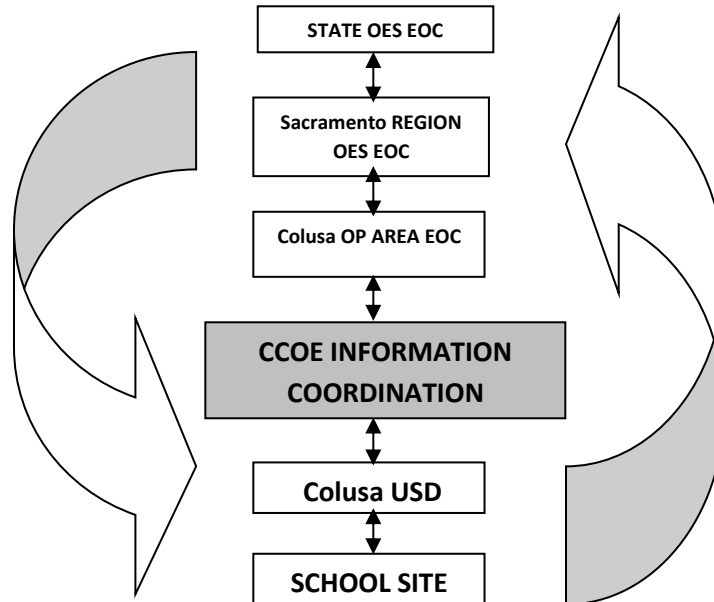 STATE OES EOC
Sacramento REGION
OES EOC
Colusa OP AREA EOC
CCOE INFORMATION
COORDINATION
Colusa USD
SCHOOL SITE